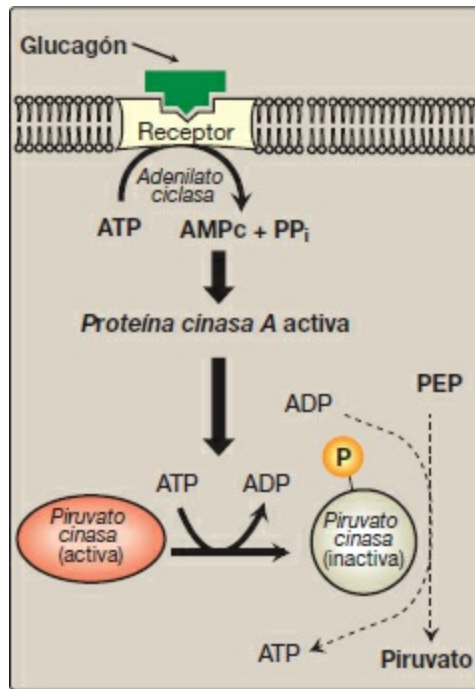 Glucagón
Receptor
Adenilato
ciclasa
ATP
AMPc + PPi
Proteína cinasa A activa
PEP
ADP
P
ATP
ADP
Piruvato
cinasa
(activa)
Piruvato
cinasa
(inactiva)
ATP
Piruvato